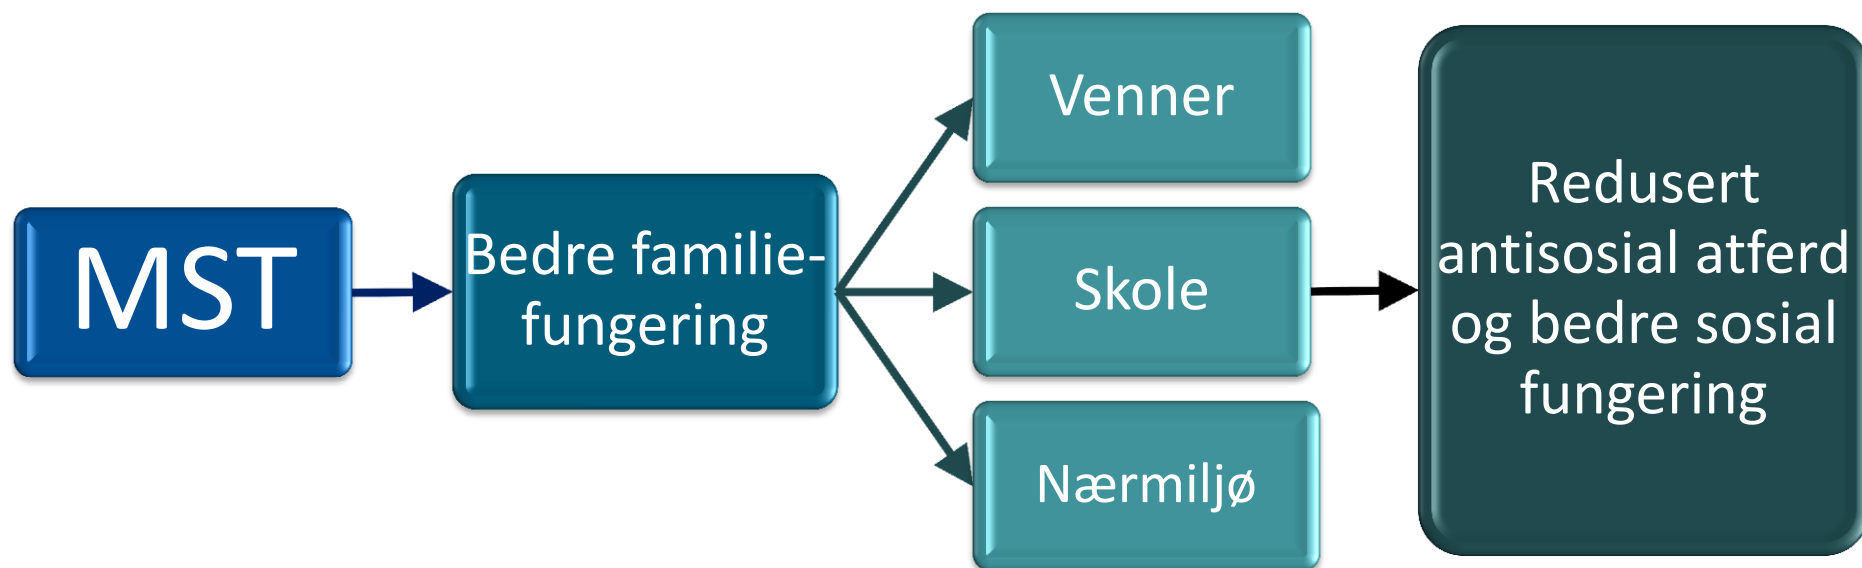 MST
Bedre familie-
fungering
Venner
Skole
Nærmiljø
Redusert
antisosial atferd
og bedre sosial
fungering